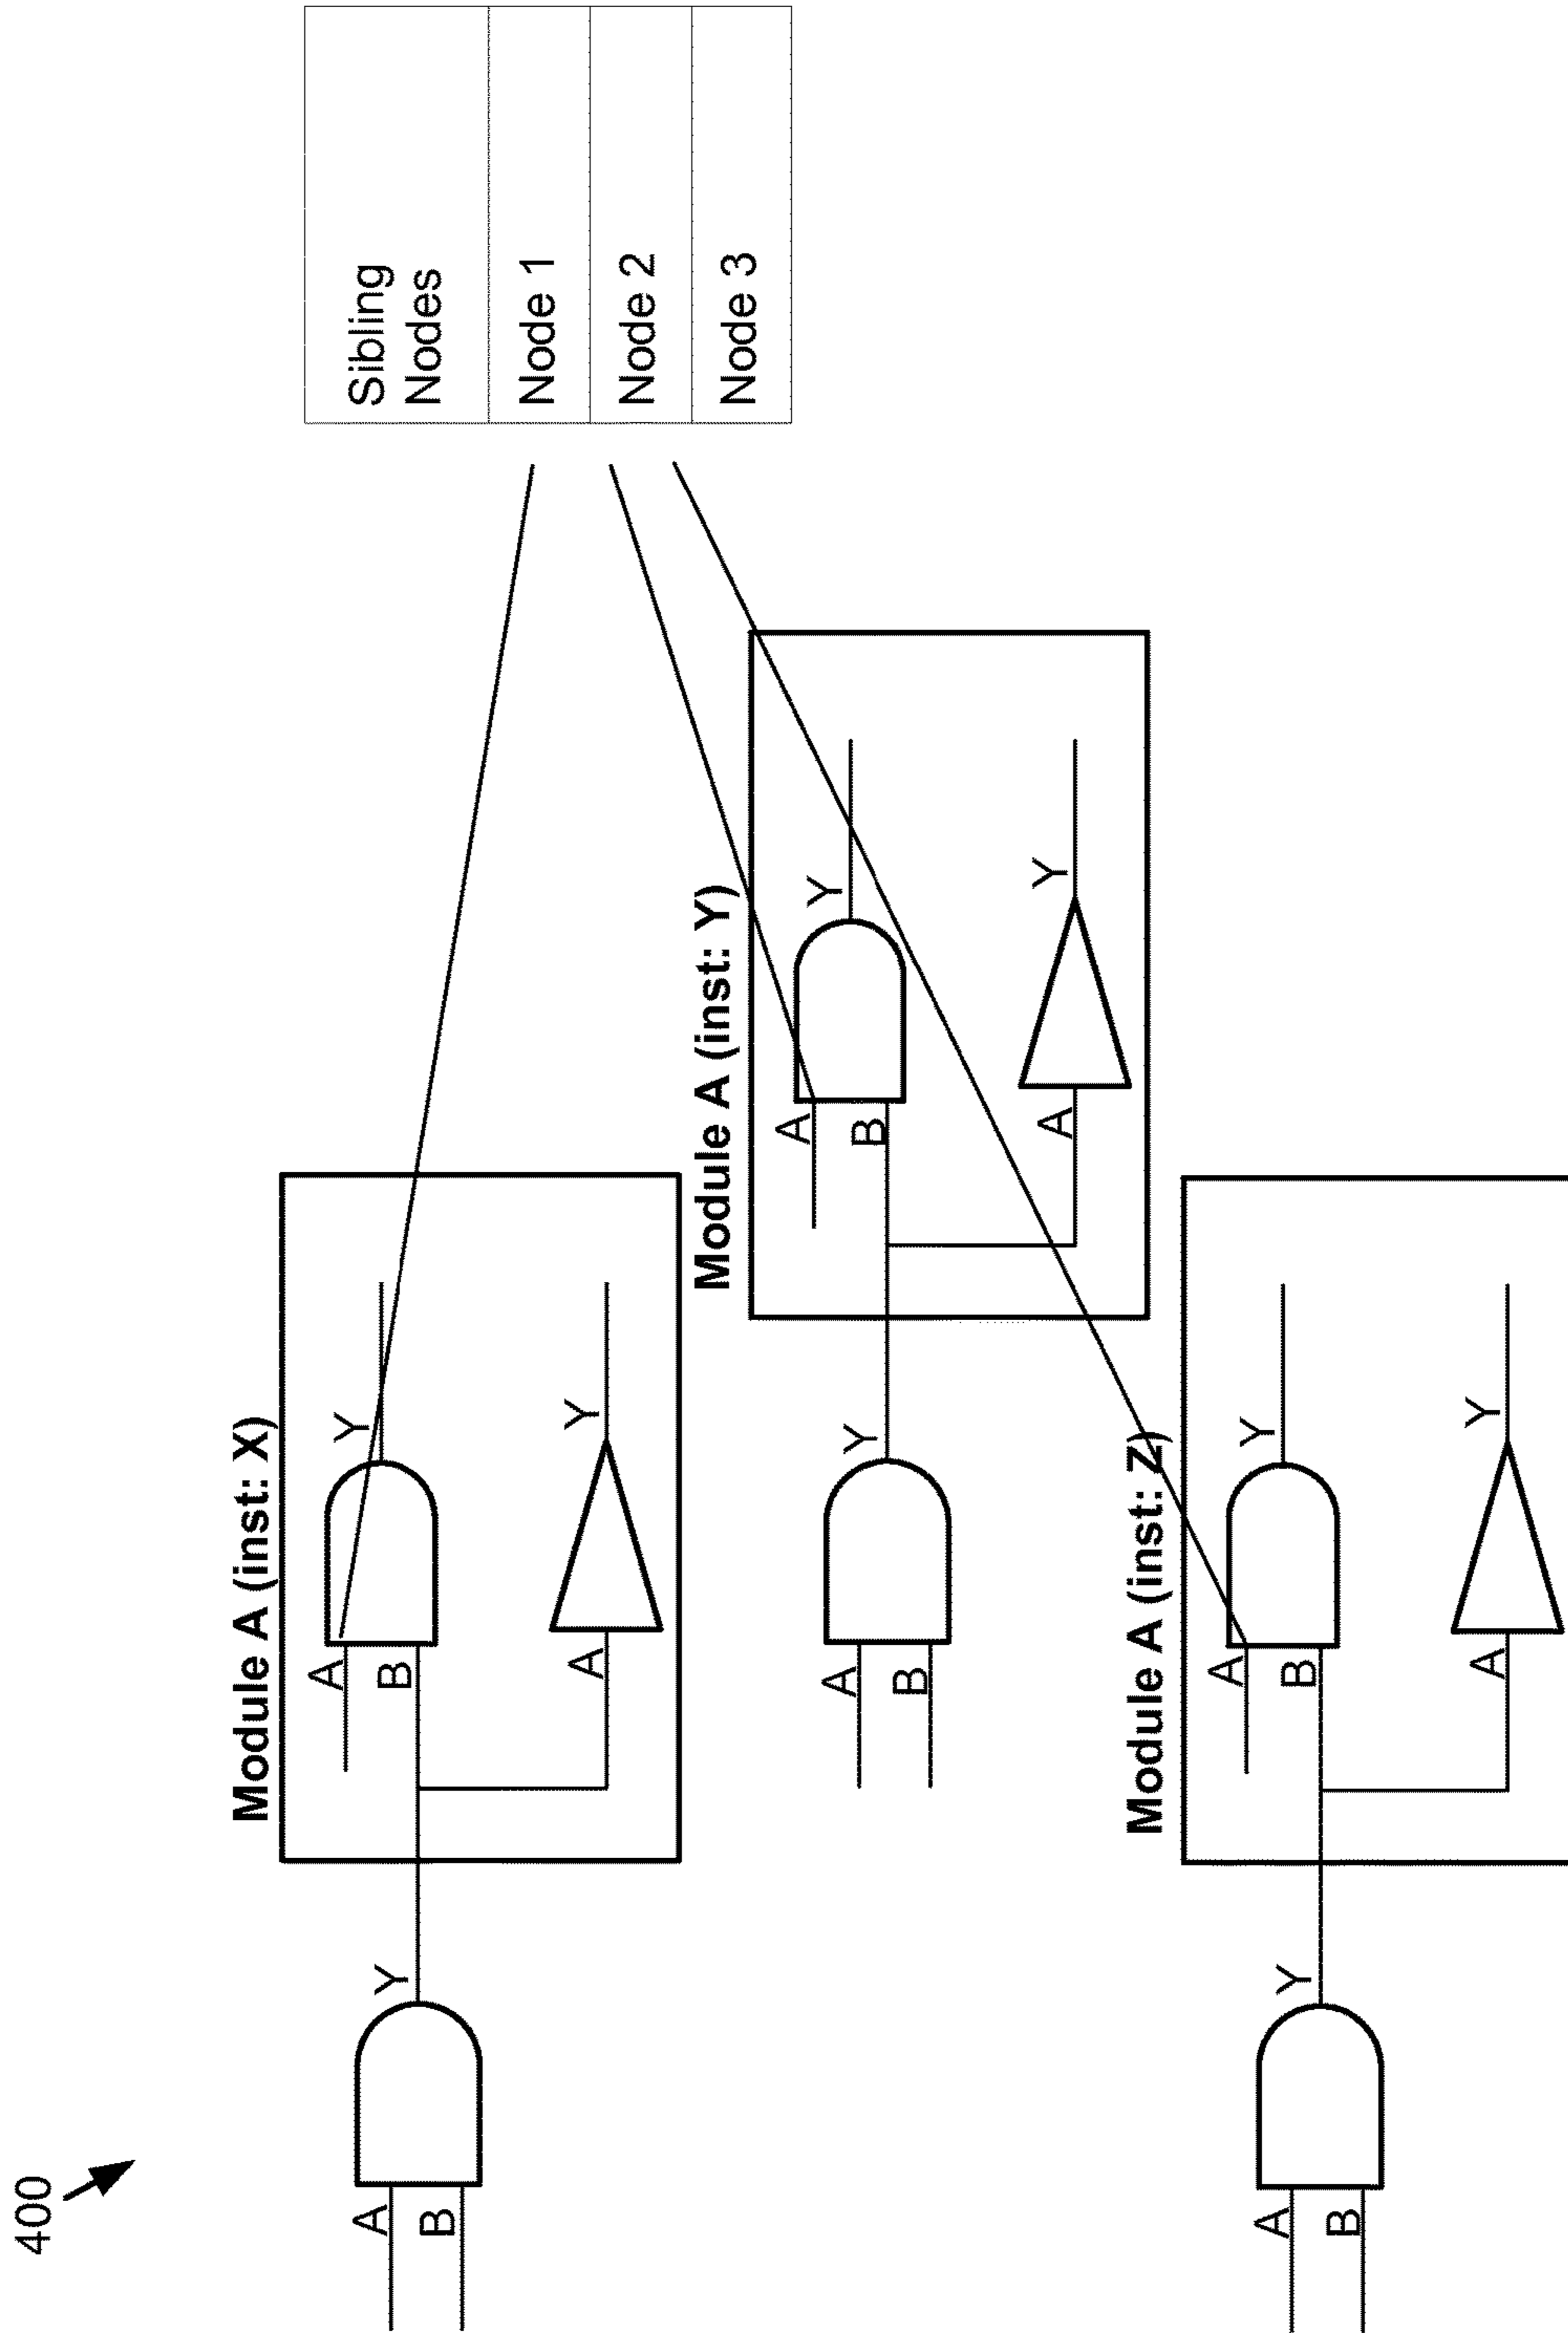 400
Module A (inst: X)
A
B
Y
A
B
Y
A
Y
Sibling
Nodes
Node 1
Node 2
Node 3
Module A (inst: Y)
A
B
Y
A
B
Y
A
Y
Module A (inst: Z)
A
B
Y
A
B
Y
A
Y